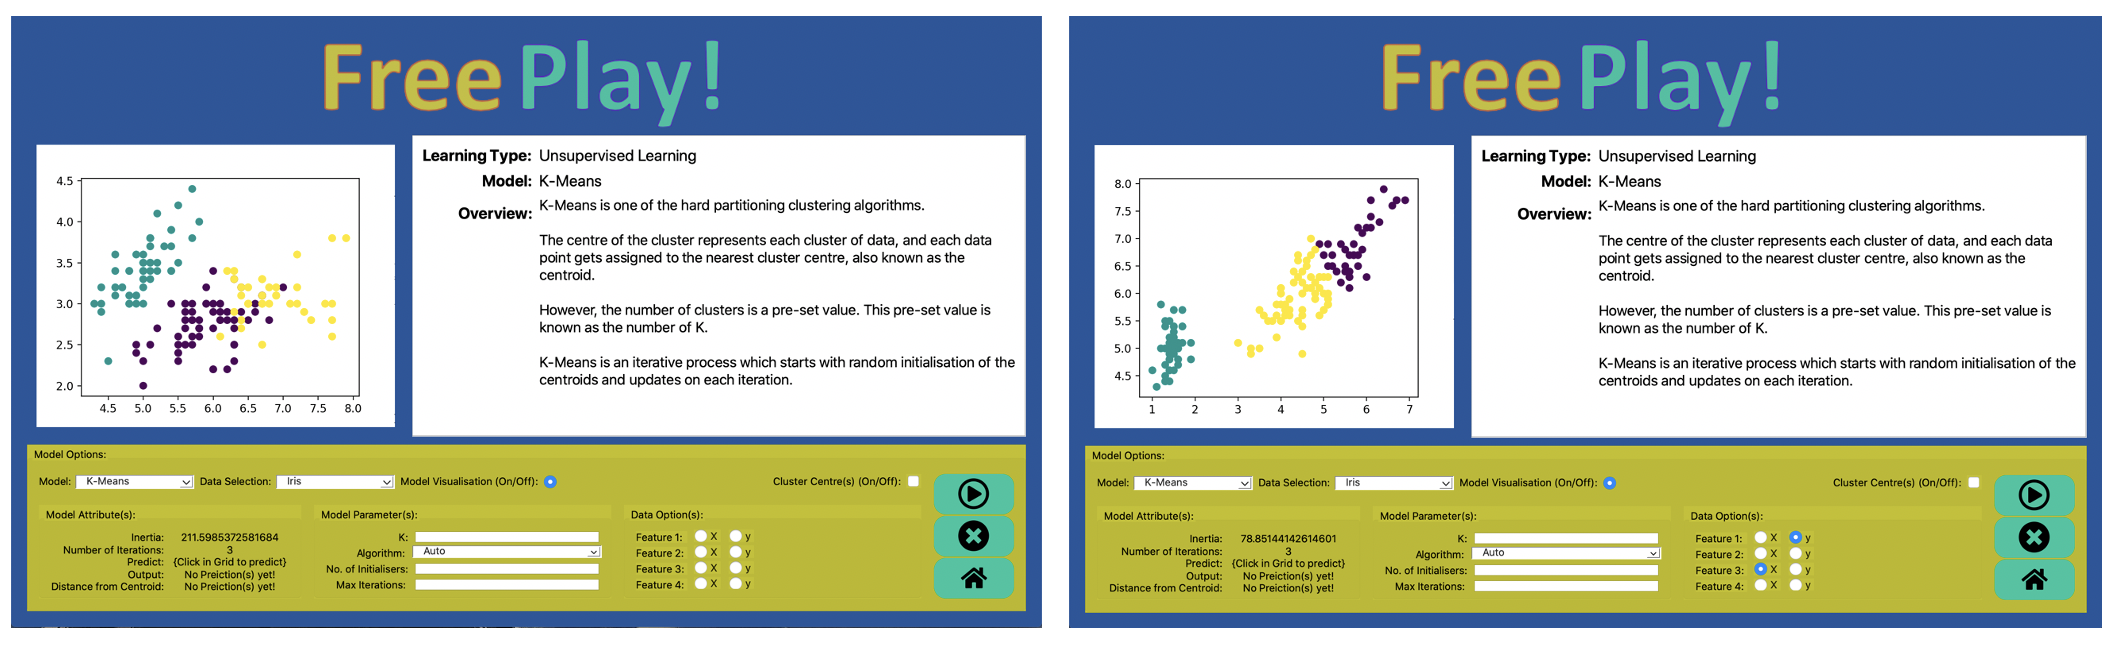 Free Play!
Learning Type: Unsupervised Learning
Model: K-Means
Overview: K-Means is one of the hard partitioning clustering algorithms.
The centre of the cluster represents each cluster of data, and each data
point gets assigned to the nearest cluster centre, also known as the
centroid.
However, the number of clusters is a pre-set value. This pre-set value is
known as the number of K.
K-Means is an iterative process which starts with random initialisation of the
centroids and updates on each iteration.
4.5
4.0
3.5
3.0
2.5
2.0
4.5 5.0 5.5 6.0 6.5 7.0 7.5 8.0
Model Options:
Model: K-Means Data Selection: Iris Model Visualisation (On/Off): Cluster Centre(s) (On/Off):
Model Attribute(s): Model Parameter(s): Data Option(s):
Inertia: 211.5985372581684
Number of Iterations: 3
Predict: {Click in Grid to predict}
Output: No Preiction(s) yet!
Distance from Centroid: No Preiction(s) yet!
K:
Algorithm: Auto
No. of Initialisers:
Max Iterations:
Feature 1: X y
Feature 2: X y
Feature 3: X y
Feature 4: X y
Free Play!
Learning Type: Unsupervised Learning
Model: K-Means
Overview: K-Means is one of the hard partitioning clustering algorithms.
The centre of the cluster represents each cluster of data, and each data
point gets assigned to the nearest cluster centre, also known as the
centroid.
However, the number of clusters is a pre-set value. This pre-set value is
known as the number of K.
K-Means is an iterative process which starts with random initialisation of the
centroids and updates on each iteration.
8.0
7.5
7.0
6.5
6.0
5.5
5.0
4.5
1 2 3 4 5 6 7
Model Options:
Model: K-Means Data Selection: Iris Model Visualisation (On/Off): Cluster Centre(s) (On/Off):
Model Attribute(s): Model Parameter(s): Data Option(s):
Inertia: 78.85144142614601
Number of Iterations: 3
Predict: {Click in Grid to predict}
Output: No Preiction(s) yet!
Distance from Centroid: No Preiction(s) yet!
K:
Algorithm: Auto
No. of Initialisers:
Max Iterations:
Feature 1: X y
Feature 2: X y
Feature 3: X y
Feature 4: X y